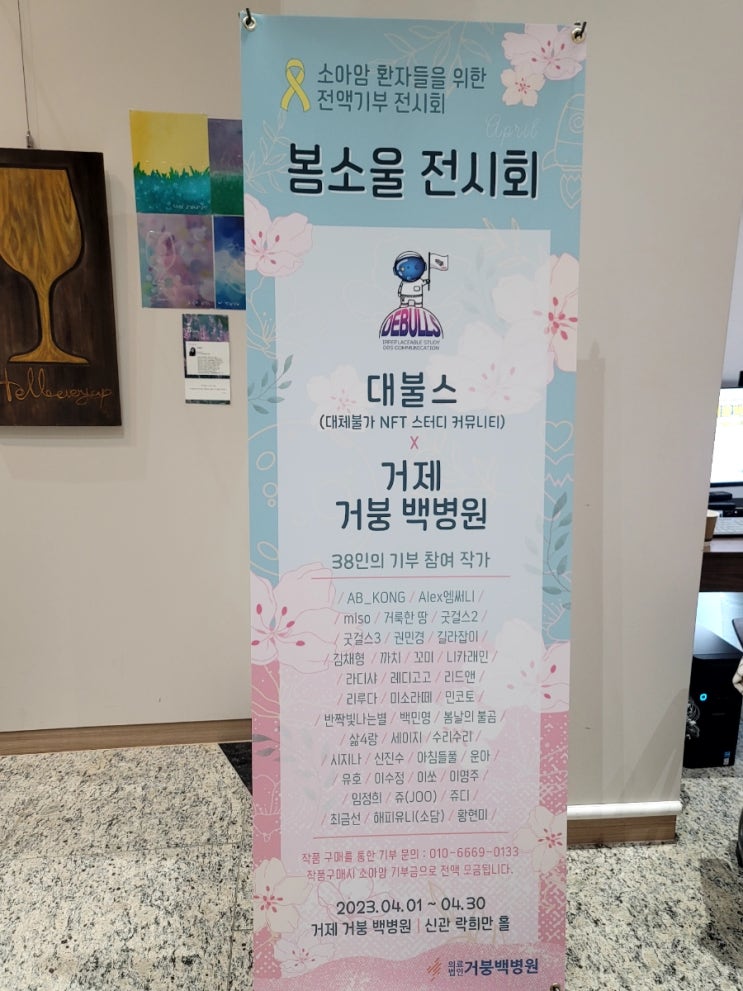 소아암 환자들을 위한
전액기부 전시회
April
봄소울 전시회
DEBULLS
IRREPLACEABLE STUDY
DDS COMMUNICATION
대불스
(대체불가 NFT 스터디 커뮤니티)
X
거제
거붕 백병원
38인의 기부 참여 작가
/ AB_KONG / Alex엠써니 /
/ mIso / 거룩한 땅 / 굿걸스2 /
/ 굿걸스3 / 권민경 / 길라잡이 /
/ 김채형 / 까치 / 꼬미 / 니카래인 /
/ 라디샤 / 레디고고 / 리드앤 /
/ 리루다 / 미소라떼 / 민코토 /
/ 반짝빛나는별 / 백민영 / 봄날의 불곰 /
/ 삶4랑 / 세이지 / 수리수리 /
/ 시지나 / 신진수 / 아침들풀 / 운아 /
/ 유호 / 이수정 / 이쏘 / 이명주 /
/ 임정희 / 쥬(JOO) / 쥬디 /
/ 최금선 / 해피유니(소담) / 황현미 /
작품 구매를 통한 기부 문의 : 010-6669-0133
작품구매시 소아암 기부금으로 전액 모금됩니다.
2023.04.01 ~ 04.30
거제 거붕 백병원 | 신관 락희만 홀
의료
법인 거붕백병원